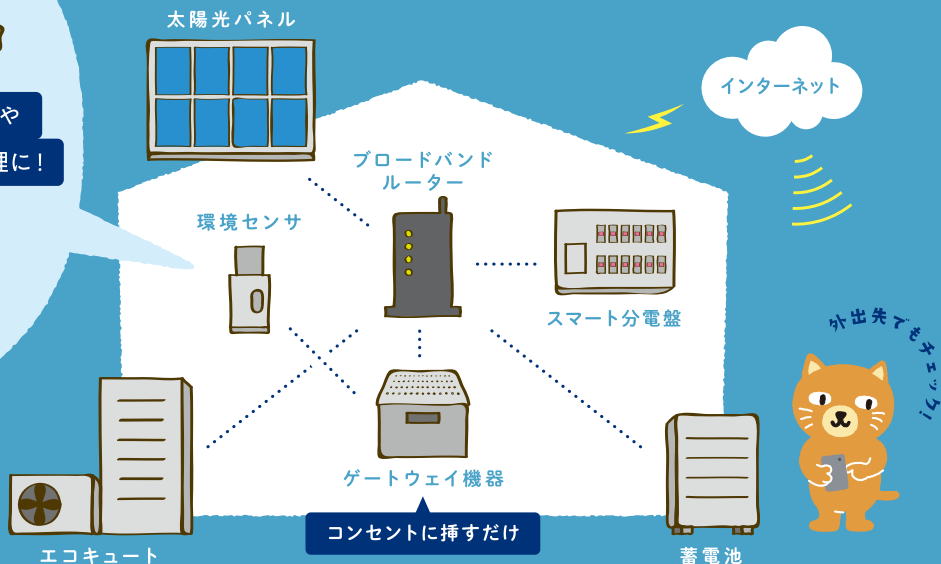 太陽光パネル
インターネット
や
理に!
ブロードバンド
ルーター
環境センサ
スマート分電盤
外出先でもチェック!
ゲートウェイ機器
コンセントに挿すだけ
エコキュート
蓄電池